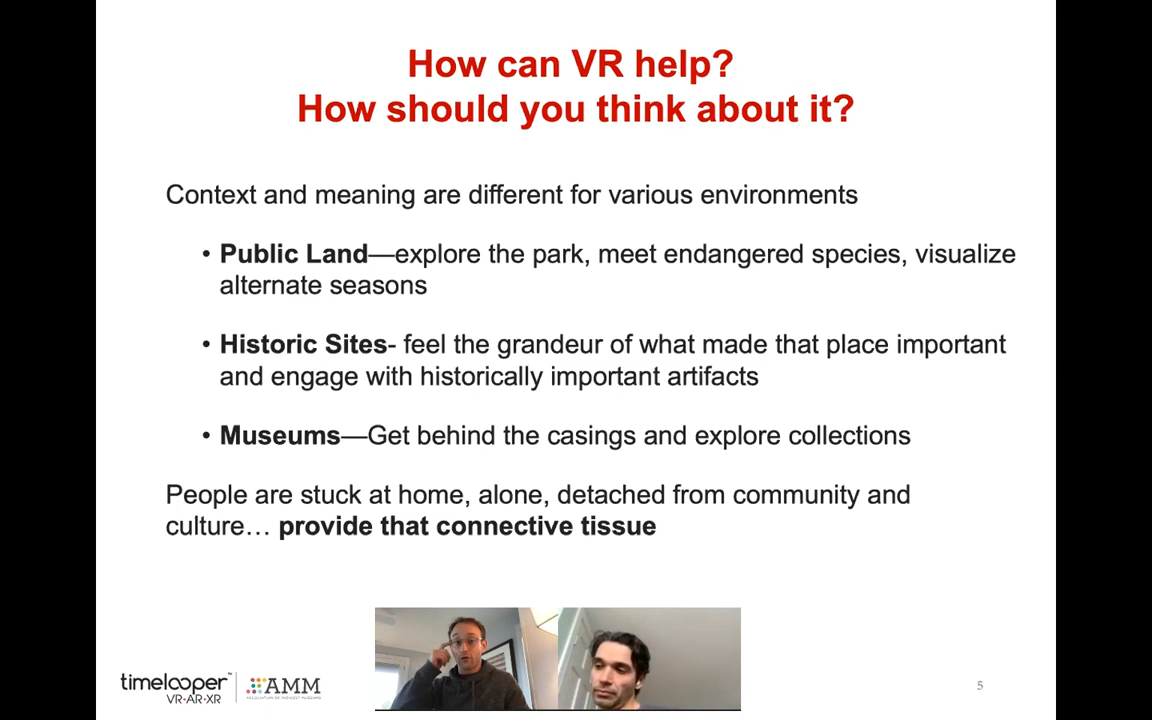 How can VR help?
How should you think about it?
Context and meaning are different for various environments
• Public Land—explore the park, meet endangered species, visualize
alternate seasons
• Historic Sites- feel the grandeur of what made that place important
and engage with historically important artifacts
• Museums—Get behind the casings and explore collections
People are stuck at home, alone, detached from community and
culture… provide that connective tissue
timelooper™
VR•AR•XR
AMM
ASSOCIATION OF MIDWEST MUSEUMS
5